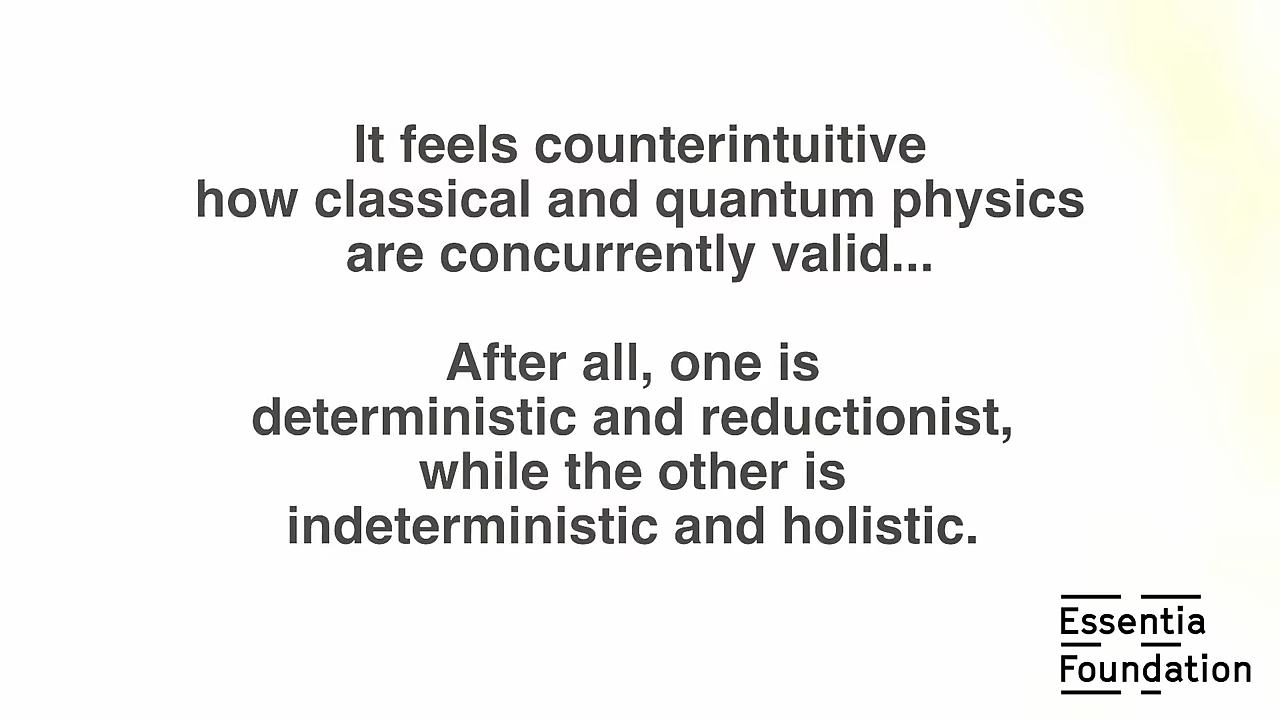 It feels counterintuitive
how classical and quantum physics
are concurrently valid...
After all, one is
deterministic and reductionist,
while the other is
indeterministic and holistic.
Essentia
Foundation